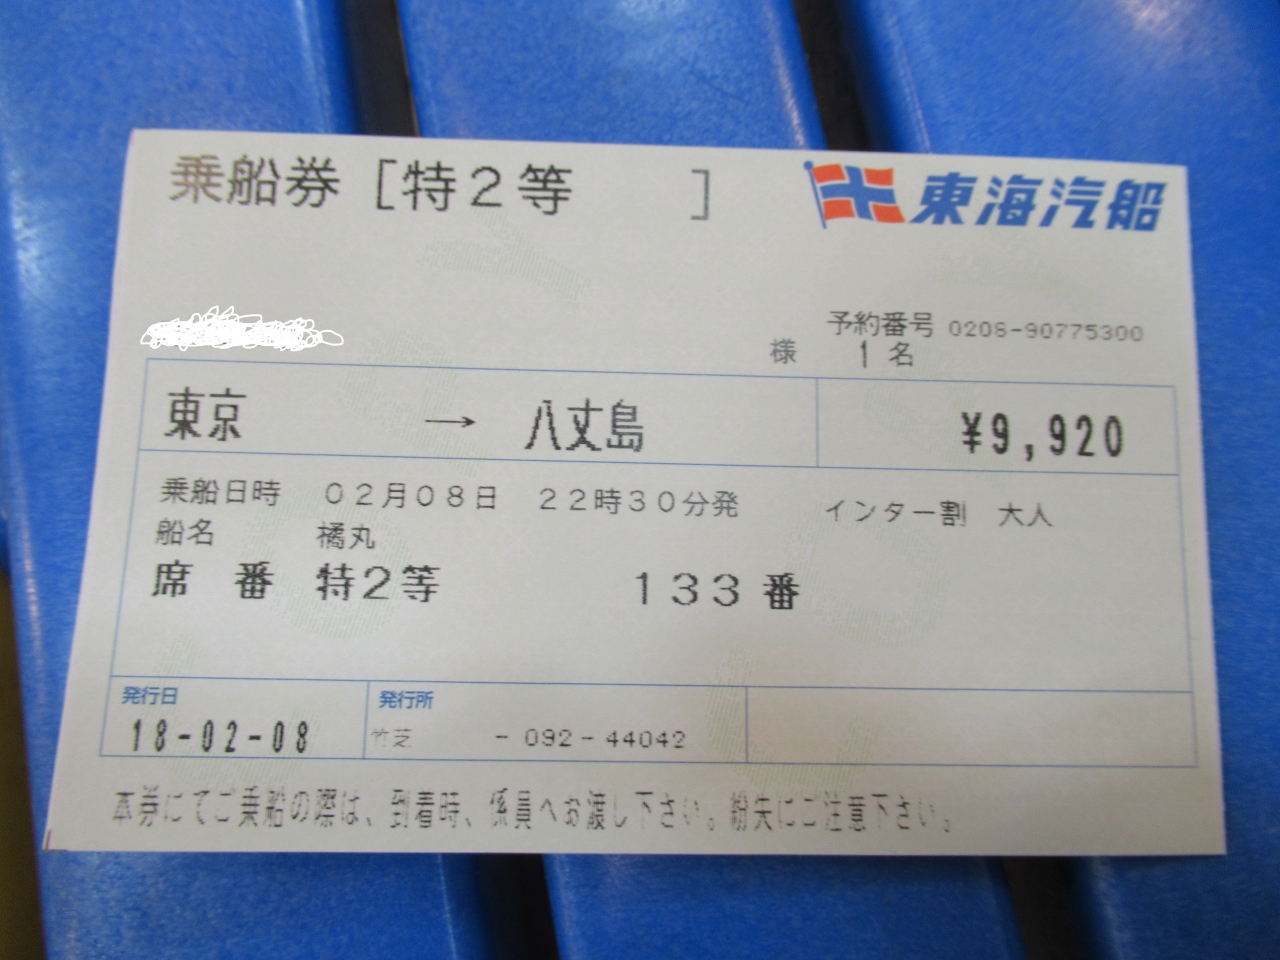 乗船券 [特2等 ]
東海汽船
予約番号 0206-90775300
様 1名
東京 → 八丈島 ¥9,920
乗船日時 02月08日 22時30分発 インター割 大人
船名 橘丸
席番 特2等 133番
発行日 発行所
18-02-08 竹芝 -092-44042
本券にてご乗船の際は、到着時、係員へお渡し下さい。紛失にご注意下さい。